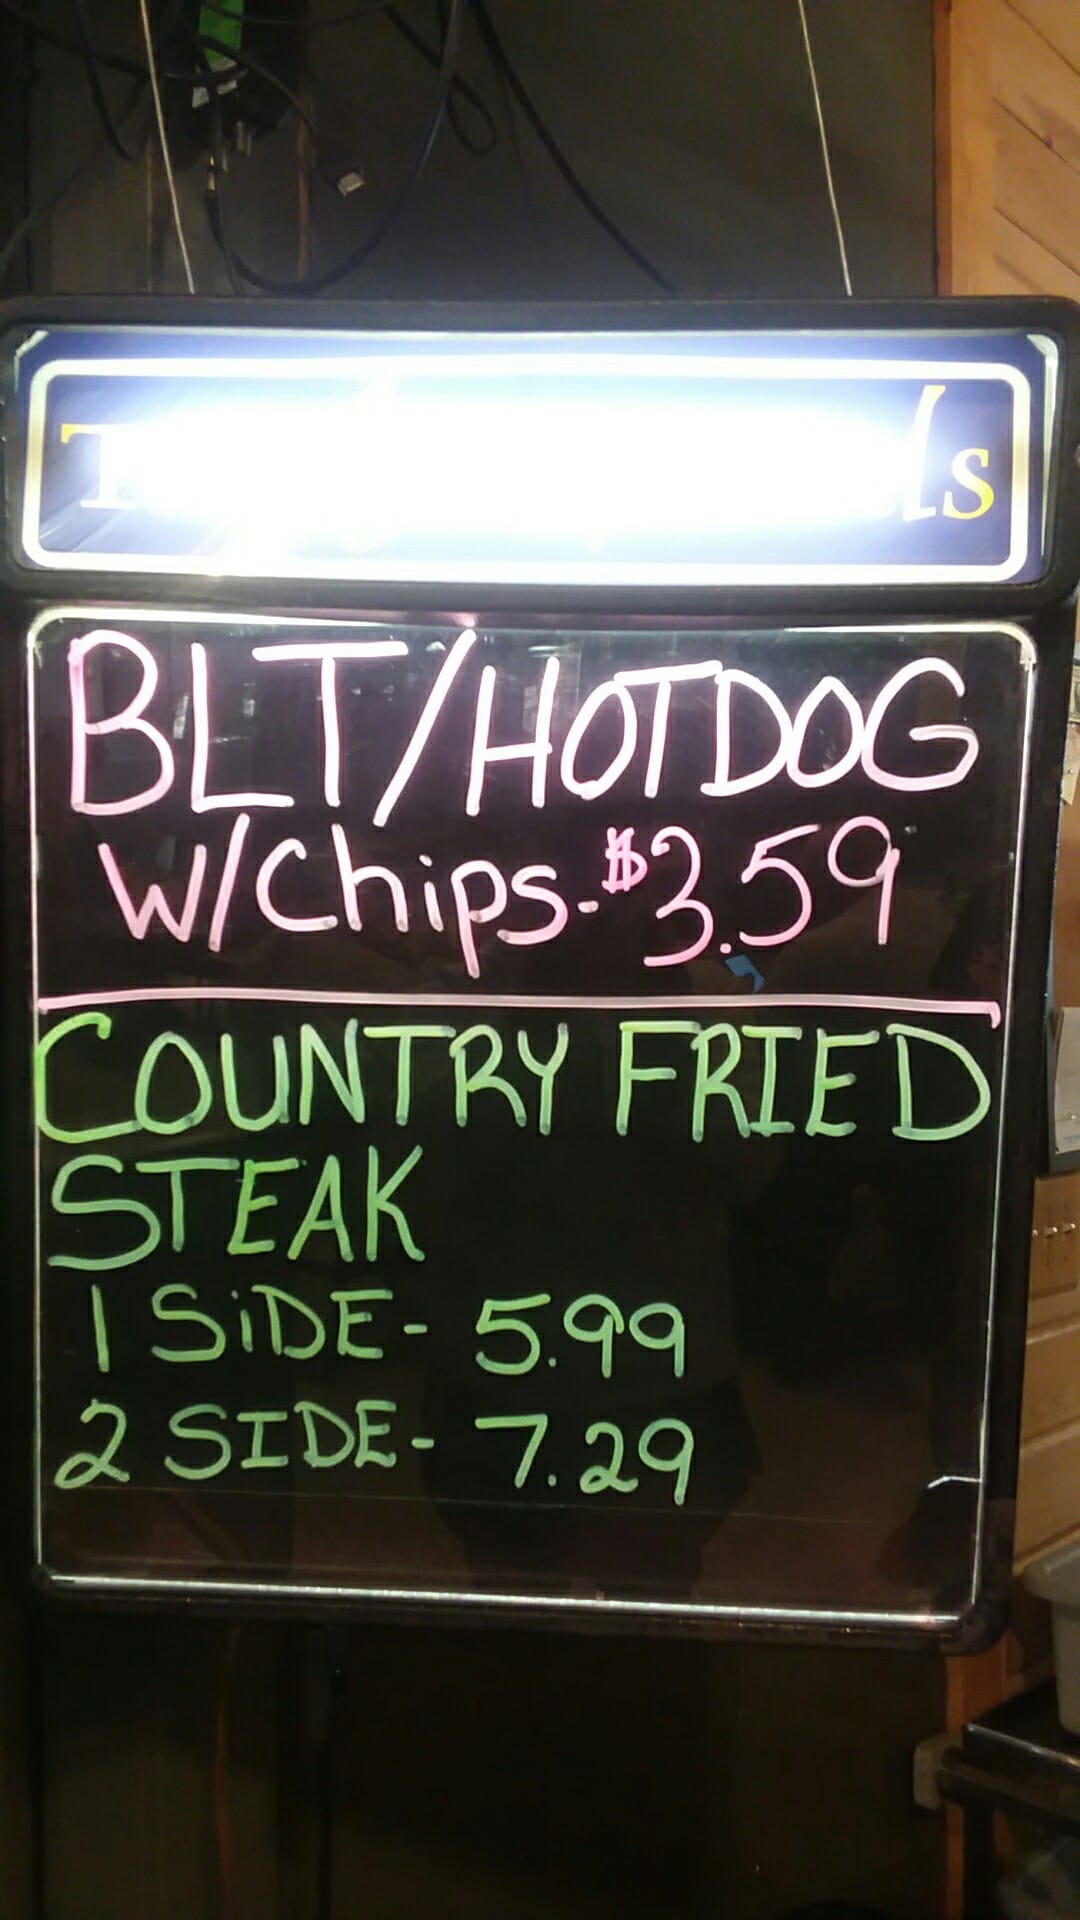 BLT/HOTDOG
W/Chips-$3.59
COUNTRY FRIED
STEAK
1 SiDE- 5.99
2 SIDE- 7.29